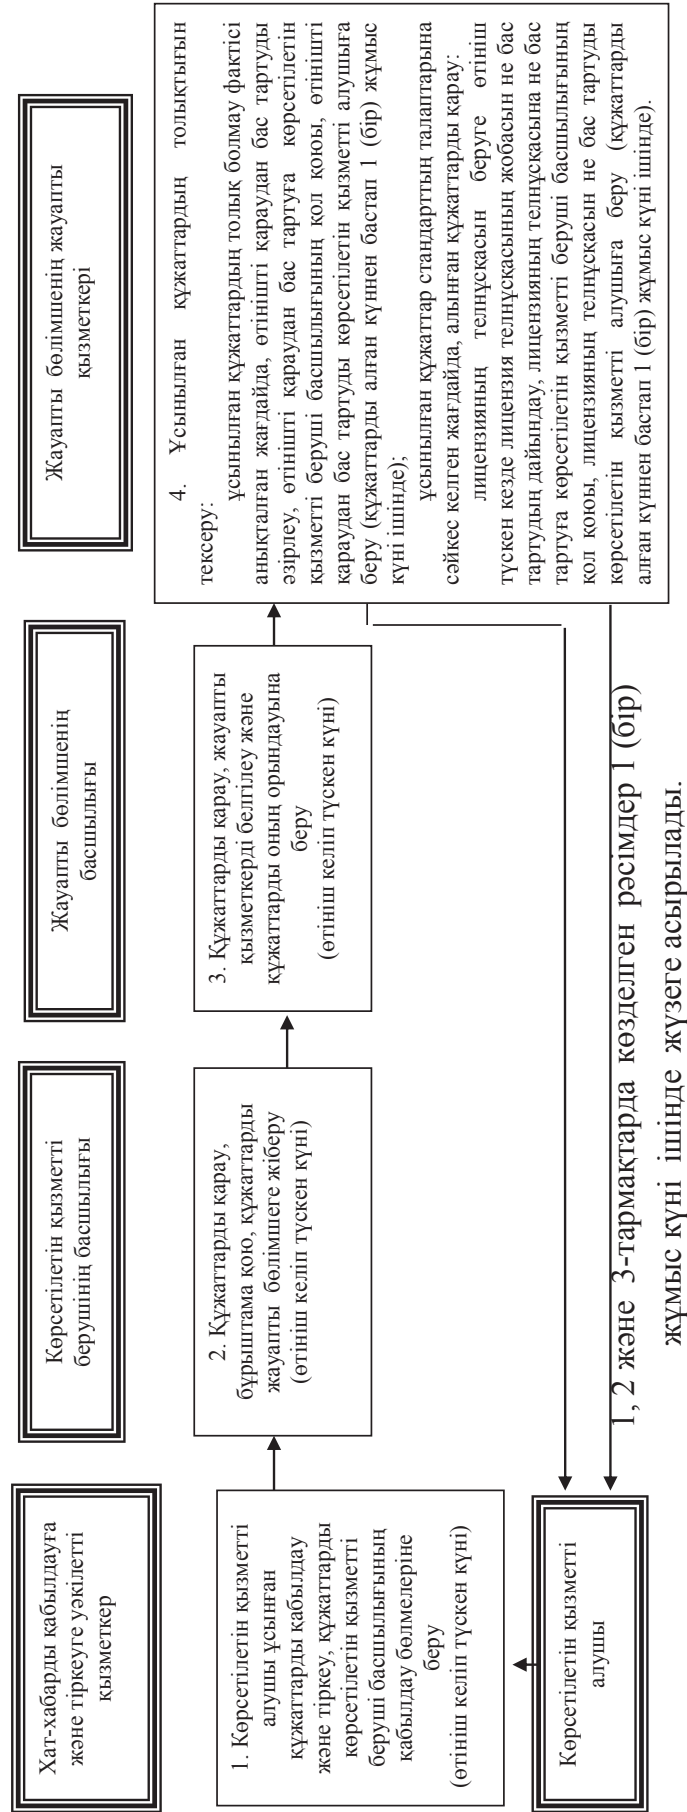 Хат-хабарды қабылдауға
және тіркеуге уәкілетті
қызметкер
Көрсетілетін қызметті
берушінің басшылығы
Жауапты бөлімшенің
басшылығы
Жауапты бөлімшенің жауапты
қызметкері
1. Көрсетілетін қызметті
алушы ұсынған
құжаттарды қабылдау
және тіркеу, құжаттарды
көрсетілетін қызметті
беруші басшылығының
қабылдау бөлмелеріне
беру
(өтініш келіп түскен күні)
2. Құжаттарды қарау,
бұрыштама қою, құжаттарды
жауапты бөлімшеге жіберу
(өтініш келіп түскен күні)
3. Құжаттарды қарау, жауапты
қызметкерді белгілеу және
құжаттарды оның орындауына
беру
(өтініш келіп түскен күні)
4. Ұсынылған құжаттардың толықтығын
тексеру:
ұсынылған құжаттардың толық болмау фактісі
анықталған жағдайда, өтінішті қараудан бас тартуды
әзірлеу, өтінішті қараудан бас тартуға көрсетілетін
қызметті беруші басшылығының қол қоюы, өтінішті
қараудан бас тартуды көрсетілетін қызметті алушыға
беру (құжаттарды алған күннен бастап 1 (бір) жұмыс
күні ішінде);
ұсынылған құжаттар стандарттың талаптарына
сәйкес келген жағдайда, алынған құжаттарды қарау:
лицензияның телнұсқасын беруге өтініш
түскен кезде лицензия телнұсқасының жобасын не бас
тартудың дайындау, лицензияның телнұсқасына не бас
тартуға көрсетілетін қызметті беруші басшылығының
қол қоюы, лицензияның телнұсқасын не бас тартуды
көрсетілетін қызметті алушыға беру (құжаттарды
алған күннен бастап 1 (бір) жұмыс күні ішінде).
Көрсетілетін қызметті
алушы
1, 2 және 3-тармақтарда көзделген рәсімдер 1 (бір)
жұмыс күні ішінде жүзеге асырылады.